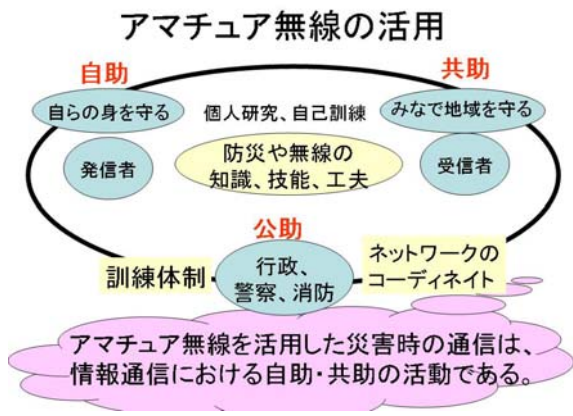 アマチュア無線の活用
自助
共助
自らの身を守る
個人研究、自己訓練
みなで地域を守る
発信者
防災や無線の
知識、技能、工夫
受信者
公助
訓練体制
行政、
警察、消防
ネットワークの
コーディネイト
アマチュア無線を活用した災害時の通信は、
情報通信における自助・共助の活動である。